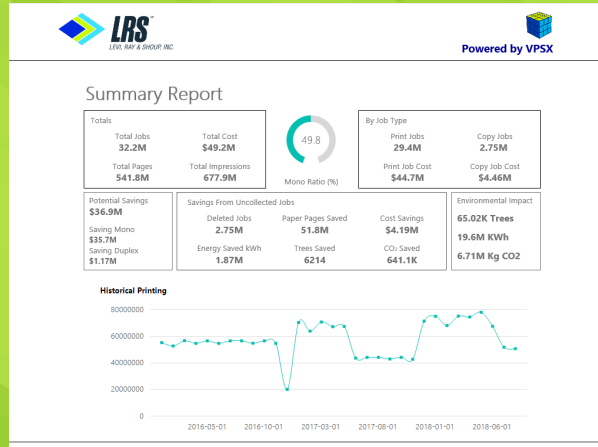 LRS
LEVI, RAY & SHOUP, INC.
Powered by VPSX
Summary Report
Totals
Total Jobs Total Cost
32.2M $49.2M
Total Pages Total Impressions
541.8M 677.9M
49.8
Mono Ratio (%)
By Job Type
Print Jobs Copy Jobs
29.4M 2.75M
Print Job Cost Copy Job Cost
$44.7M $4.46M
Potential Savings
$36.9M
Saving Mono
$35.7M
Saving Duplex
$1.17M
Savings From Uncollected Jobs
Deleted Jobs Paper Pages Saved Cost Savings
2.75M 51.8M $4.19M
Energy Saved kWh Trees Saved CO₂ Saved
1.87M 6214 641.1K
Environmental Impact
65.02K Trees
19.6M KWh
6.71M Kg CO2
Historical Printing
80000000
60000000
40000000
20000000
0
2016-05-01 2016-10-01 2017-03-01 2017-08-01 2018-01-01 2018-06-01